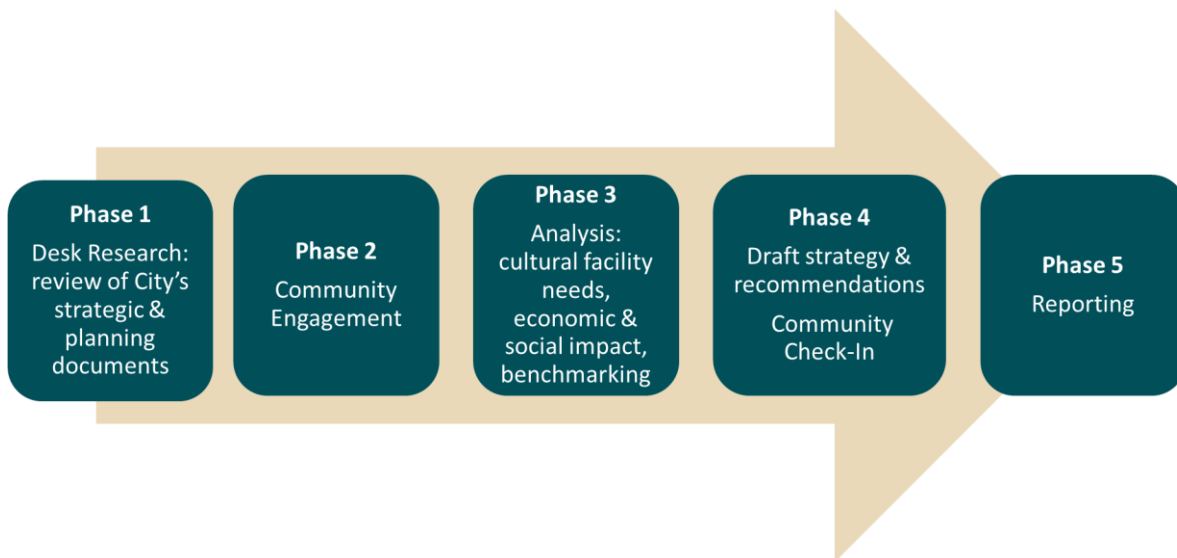 Phase 1
Desk Research:
review of City’s
strategic &
planning
documents
Phase 2
Community
Engagement
Phase 3
Analysis:
cultural facility
needs,
economic &
social impact,
benchmarking
Phase 4
Draft strategy &
recommendations
Community
Check-In
Phase 5
Reporting